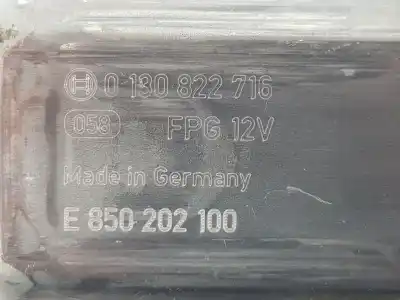 0 130 822 716
058 FPG 12V
Made in Germany
E 850 202 100